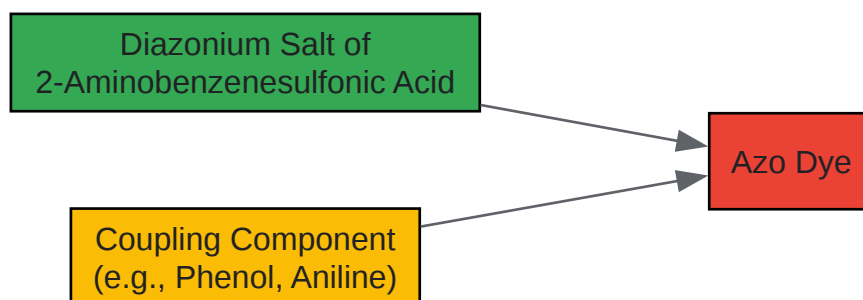 Diazonium Salt of
2-Aminobenzenesulfonic Acid
Azo Dye
Coupling Component
(e.g., Phenol, Aniline)